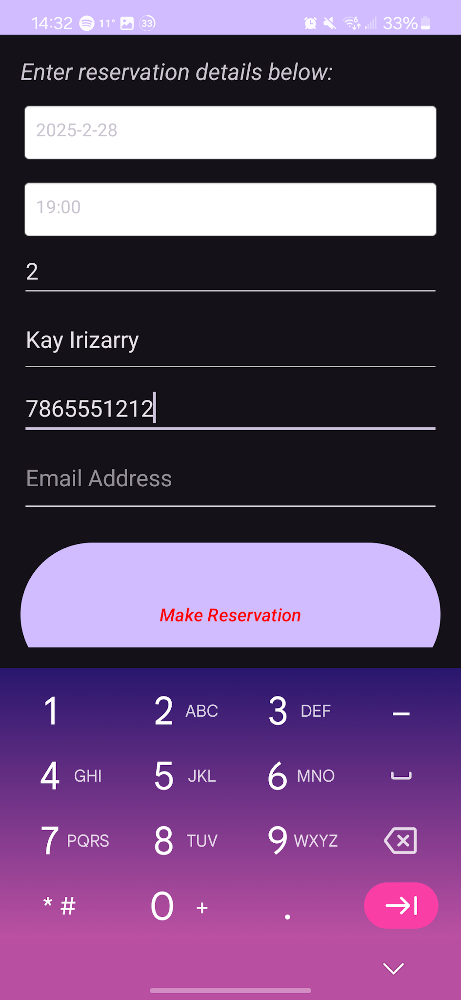 14:32 11° 33 6 33%
Enter reservation details below:
2025-2-28
19:00
2
Kay Irizarry
7865551212
Email Address
Make Reservation
1 2 ABC 3 DEF –
4 GHI 5 JKL 6 MNO
7 PQRS 8 TUV 9 WXYZ
* # 0 + .